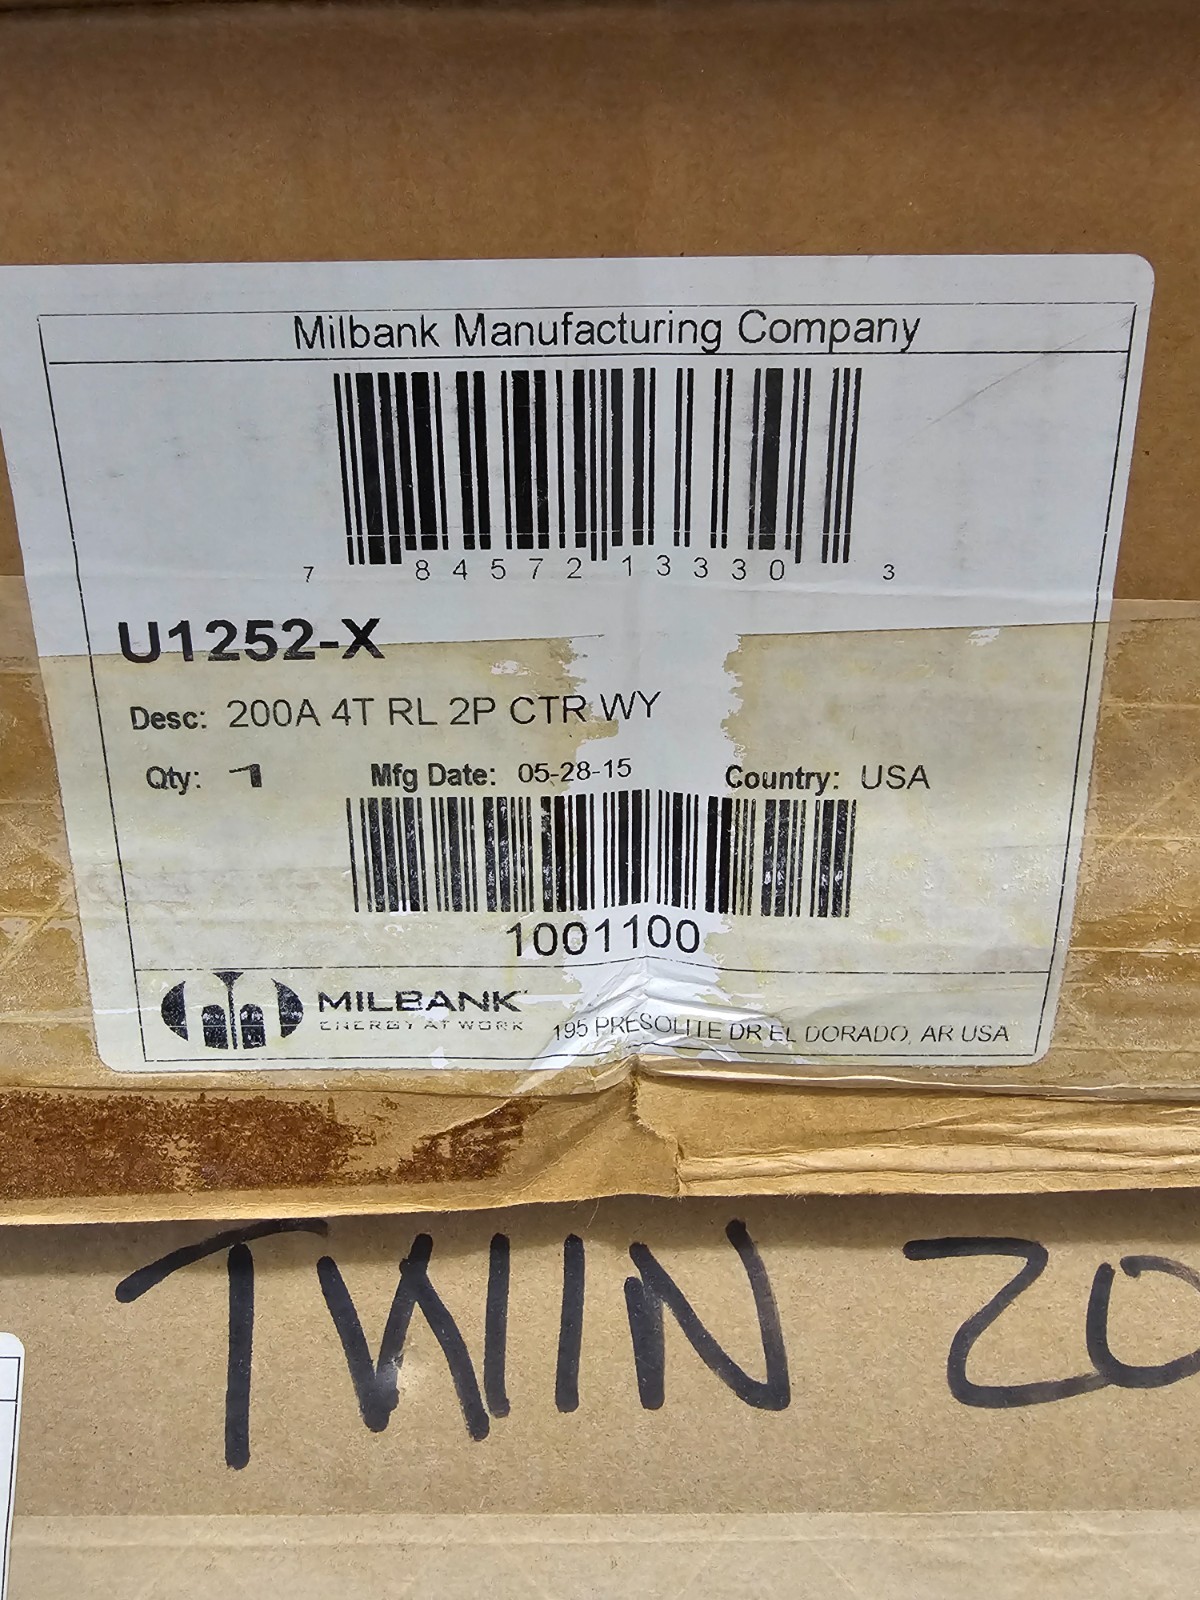 Milbank Manufacturing Company
7 84572 13330 3
U1252-X
Desc: 200A 4T RL 2P CTR WY
Qty: 1 Mfg Date: 05-28-15 Country: USA
1001100
MILBANK
ENERGY AT WORK 195 PRESOLITE DR EL DORADO, AR USA
TWIN 20